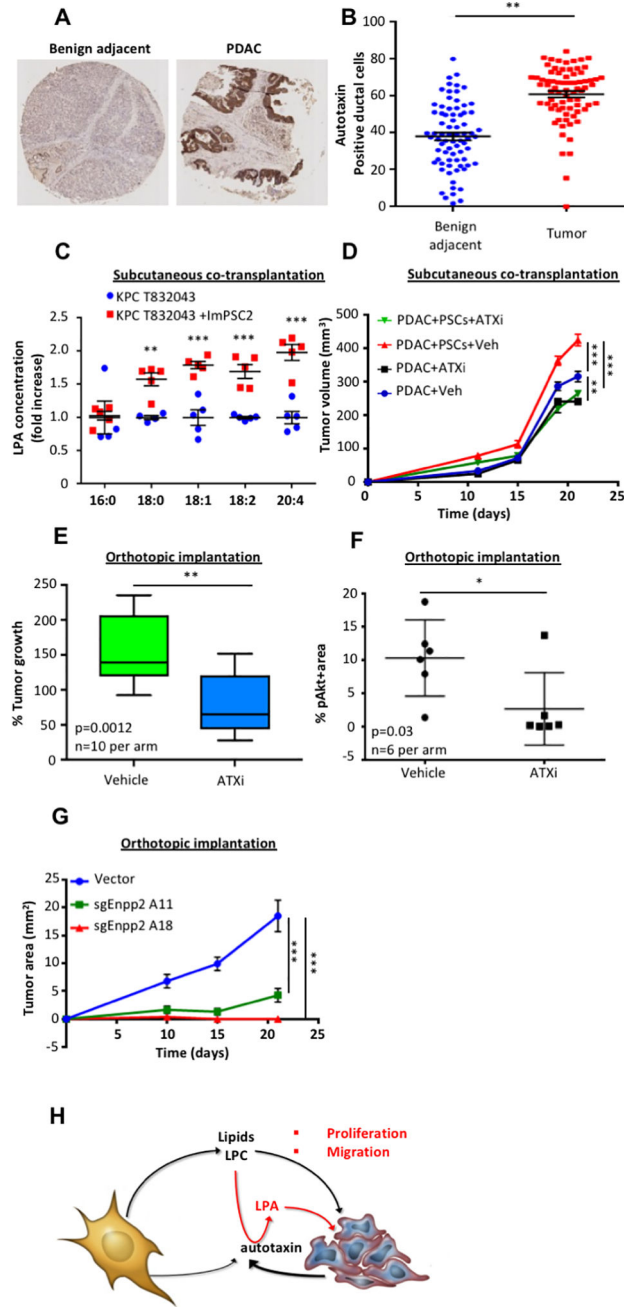 A
Benign adjacent
PDAC
B
**
Autotaxin
Positive ductal cells
100
80
60
40
20
0
Benign
adjacent
Tumor
C
Subcutaneous co-transplantation
KPC T832043
KPC T832043 +ImPSC2
LPA concentration
(fold increase)
2.5
2.0
1.5
1.0
0.5
0
**
***
***
***
16:0
18:0
18:1
18:2
20:4
D
Subcutaneous co-transplantation
PDAC+PSCs+ATXi
PDAC+PSCs+Veh
PDAC+ATXi
PDAC+Veh
Tumor volume (mm³)
500
400
300
200
100
0
0
5
10
15
20
25
Time (days)
***
**
***
E
Orthotopic implantation
**
% Tumor growth
250
200
150
100
50
0
p=0.0012
n=10 per arm
Vehicle
ATXi
F
Orthotopic implantation
*
% pAkt+area
20
15
10
5
0
-5
p=0.03
n=6 per arm
Vehicle
ATXi
G
Orthotopic implantation
Vector
sgEnpp2 A11
sgEnpp2 A18
Tumor area (mm²)
25
20
15
10
5
0
-5
5
10
15
20
25
Time (days)
***
***
H
Lipids
LPC
Proliferation
Migration
LPA
autotaxin